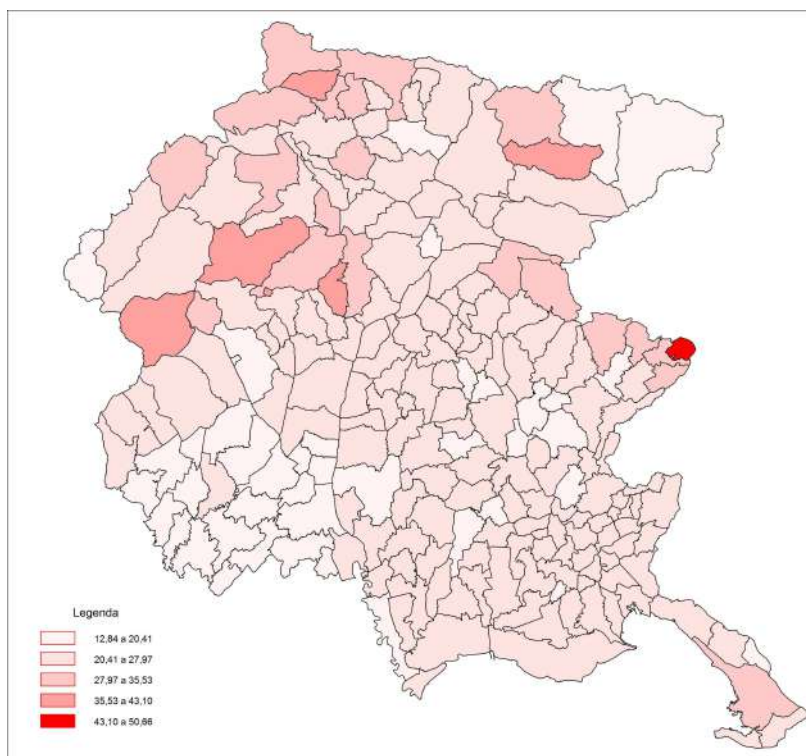 Legenda
12,84 a 20,41
20,41 a 27,97
27,97 a 35,53
35,53 a 43,10
43,10 a 50,66